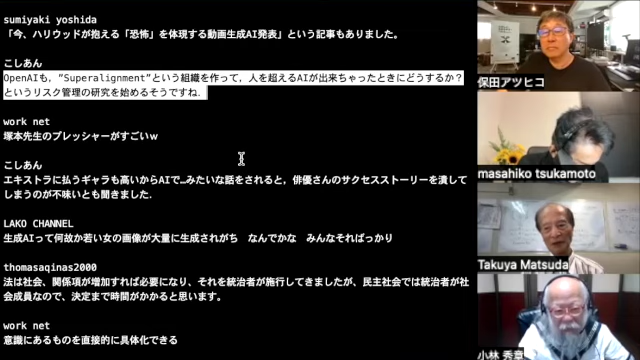 sumiyaki yoshida
「今、ハリウッドが抱える「恐怖」を体現する動画生成AI発表」という記事もありました。
こしあん
OpenAIも，”Superalignment”という組織を作って，人を超えるAIが出来ちゃったときにどうするか？
というリスク管理の研究を始めるそうですね．
work net
塚本先生のプレッシャーがすごいｗ
こしあん
エキストラに払うギャラも高いからAIで…みたいな話をされると，俳優さんのサクセスストーリーを潰して
しまうのが不味いとも聞きました．
LAKO CHANNEL
生成AIって何故か若い女の画像が大量に生成されがち　なんでかな　みんなそればっかり
thomasaqinas2000
法は社会、関係項が増加すれば必要になり、それを統治者が施行してきましたが、民主社会では統治者が社
会成員なので、決定まで時間がかかると思います。
work net
意識にあるものを直接的に具体化できる
保田アツヒコ
masahiko tsukamoto
Takuya Matsuda
小林 秀章